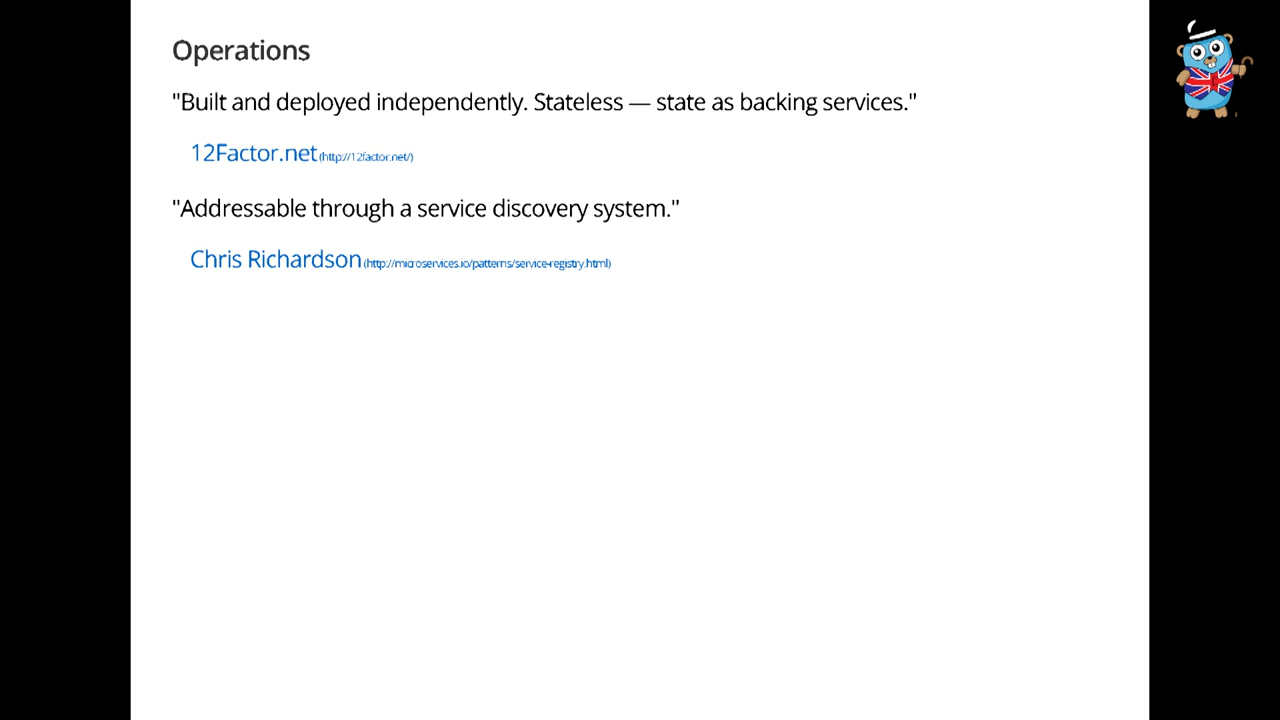 Operations
"Built and deployed independently. Stateless — state as backing services."
12Factor.net (http://12factor.net/)
"Addressable through a service discovery system."
Chris Richardson (http://microservices.io/patterns/service-registry.html)